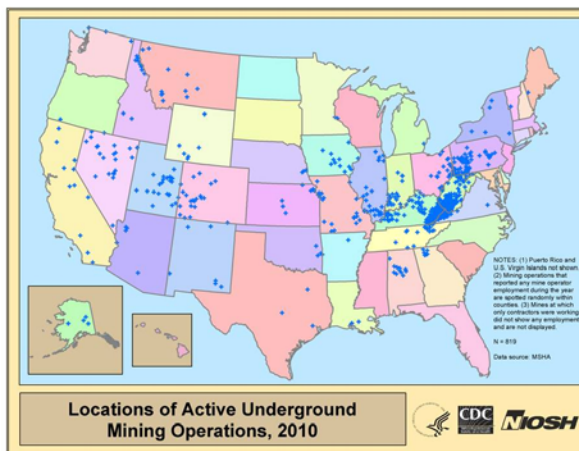 NOTES: (1) Puerto Rico and
U.S. Virgin Islands not shown.
(2) Mining operations that
reported any mine operator
employment during the year
are spotted randomly within
counties. (3) Mines at which
only contractors were working
did not show any employment
and are not displayed.
N = 819
Data source: MSHA
Locations of Active Underground
Mining Operations, 2010
CDC
NIOSH